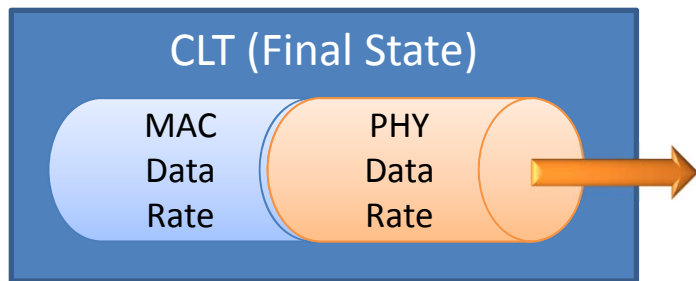 CLT (Final State)
MAC
Data
Rate
PHY
Data
Rate